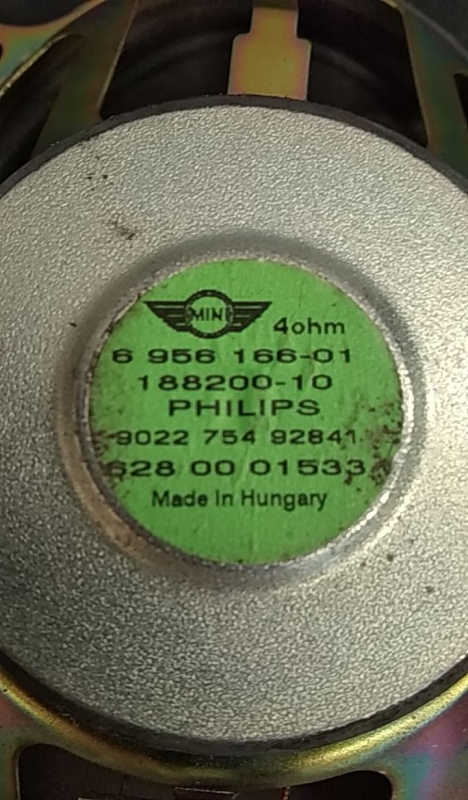 MINI
4ohm
6 956 166-01
188200-10
PHILIPS
9022 754 92841
628 00 01533
Made in Hungary